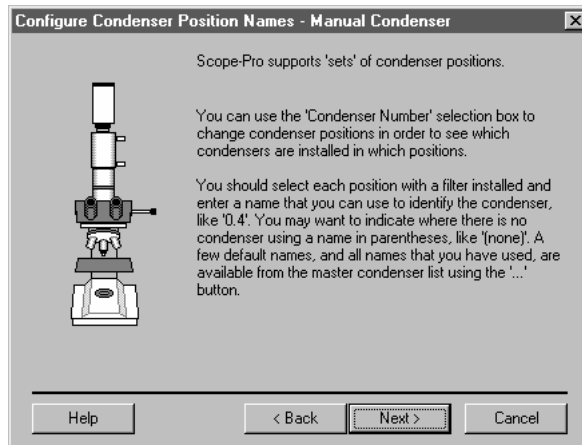 Configure Condenser Position Names - Manual Condenser
Scope-Pro supports 'sets' of condenser positions.
You can use the 'Condenser Number' selection box to
change condenser positions in order to see which
condensers are installed in which positions.
You should select each position with a filter installed and
enter a name that you can use to identify the condenser,
like '0.4'. You may want to indicate where there is no
condenser using a name in parentheses, like '(none)'. A
few default names, and all names that you have used, are
available from the master condenser list using the '...'
button.
Help
< Back
Next >
Cancel